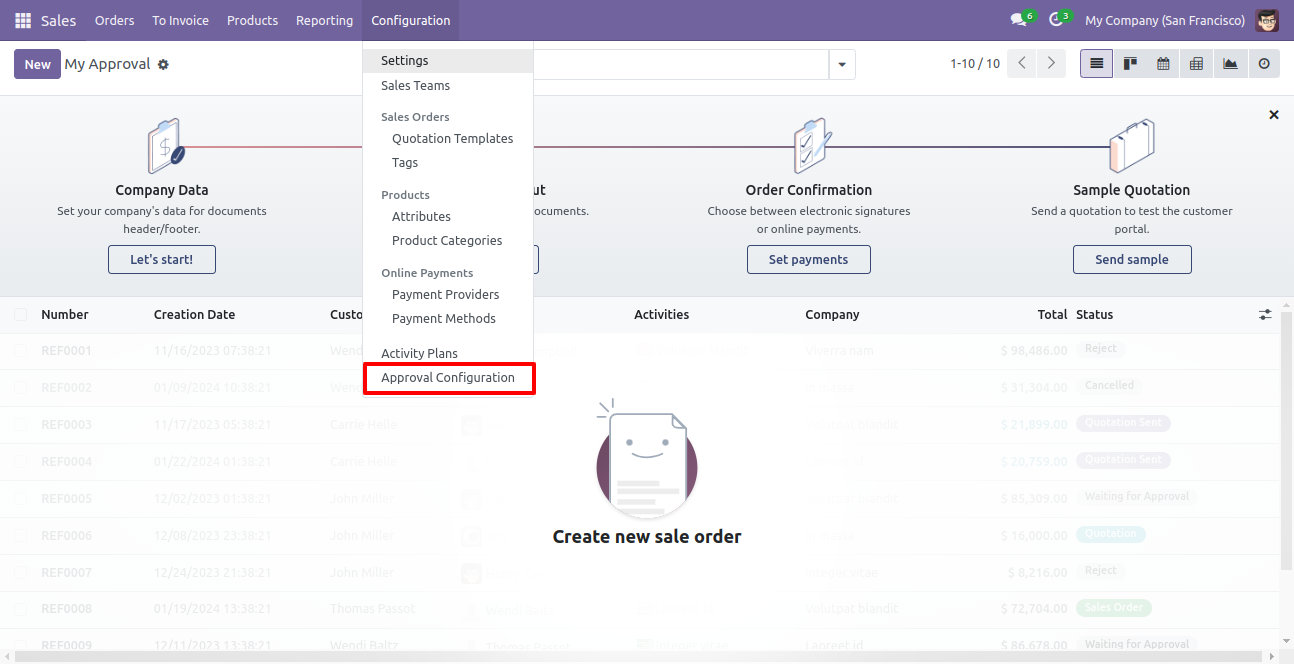 Sales Orders To Invoice Products Reporting Configuration 6 3 My Company (San Francisco)
New My Approval 1-10 / 10
Settings
Sales Teams
Sales Orders
Quotation Templates
Tags
Products
Attributes
Product Categories
Online Payments
Payment Providers
Payment Methods
Activity Plans
Approval Configuration
Company Data
Set your company's data for documents
header/footer.
Let's start!
ut
ocuments.
Order Confirmation
Choose between electronic signatures
or online payments.
Set payments
Sample Quotation
Send a quotation to test the customer
portal.
Send sample
Number Creation Date Custo Activities Company Total Status
REF0001 11/16/2023 07:38:21 Wend Viverra nam $ 98,486.00 Reject
REF0002 01/09/2024 10:38:21 $ 31,304.00 Cancelled
REF0003 11/17/2023 05:38:21 Carrie Helle Volutpat blandit $ 21,899.00 Quotation Sent
REF0004 01/22/2024 01:38:21 Carrie Helle $ 20,759.00 Quotation Sent
REF0005 12/02/2023 01:38:21 John Miller Volutpat blandit $ 85,309.00 Waiting for Approval
REF0006 12/08/2023 23:38:21 John Miller $ 16,000.00 Quotation
Create new sale order
REF0007 12/24/2023 21:38:21 John Miller Integer vitae $ 8,216.00 Reject
REF0008 01/19/2024 13:38:21 Thomas Passot Wendi Baltz Volutpat blandit $ 72,704.00 Sales Order
REF0009 12/11/2023 13:38:21 Wendi Baltz Thomas Passot Integer vitae Laoreet id $ 86,678.00 Waiting for Approval